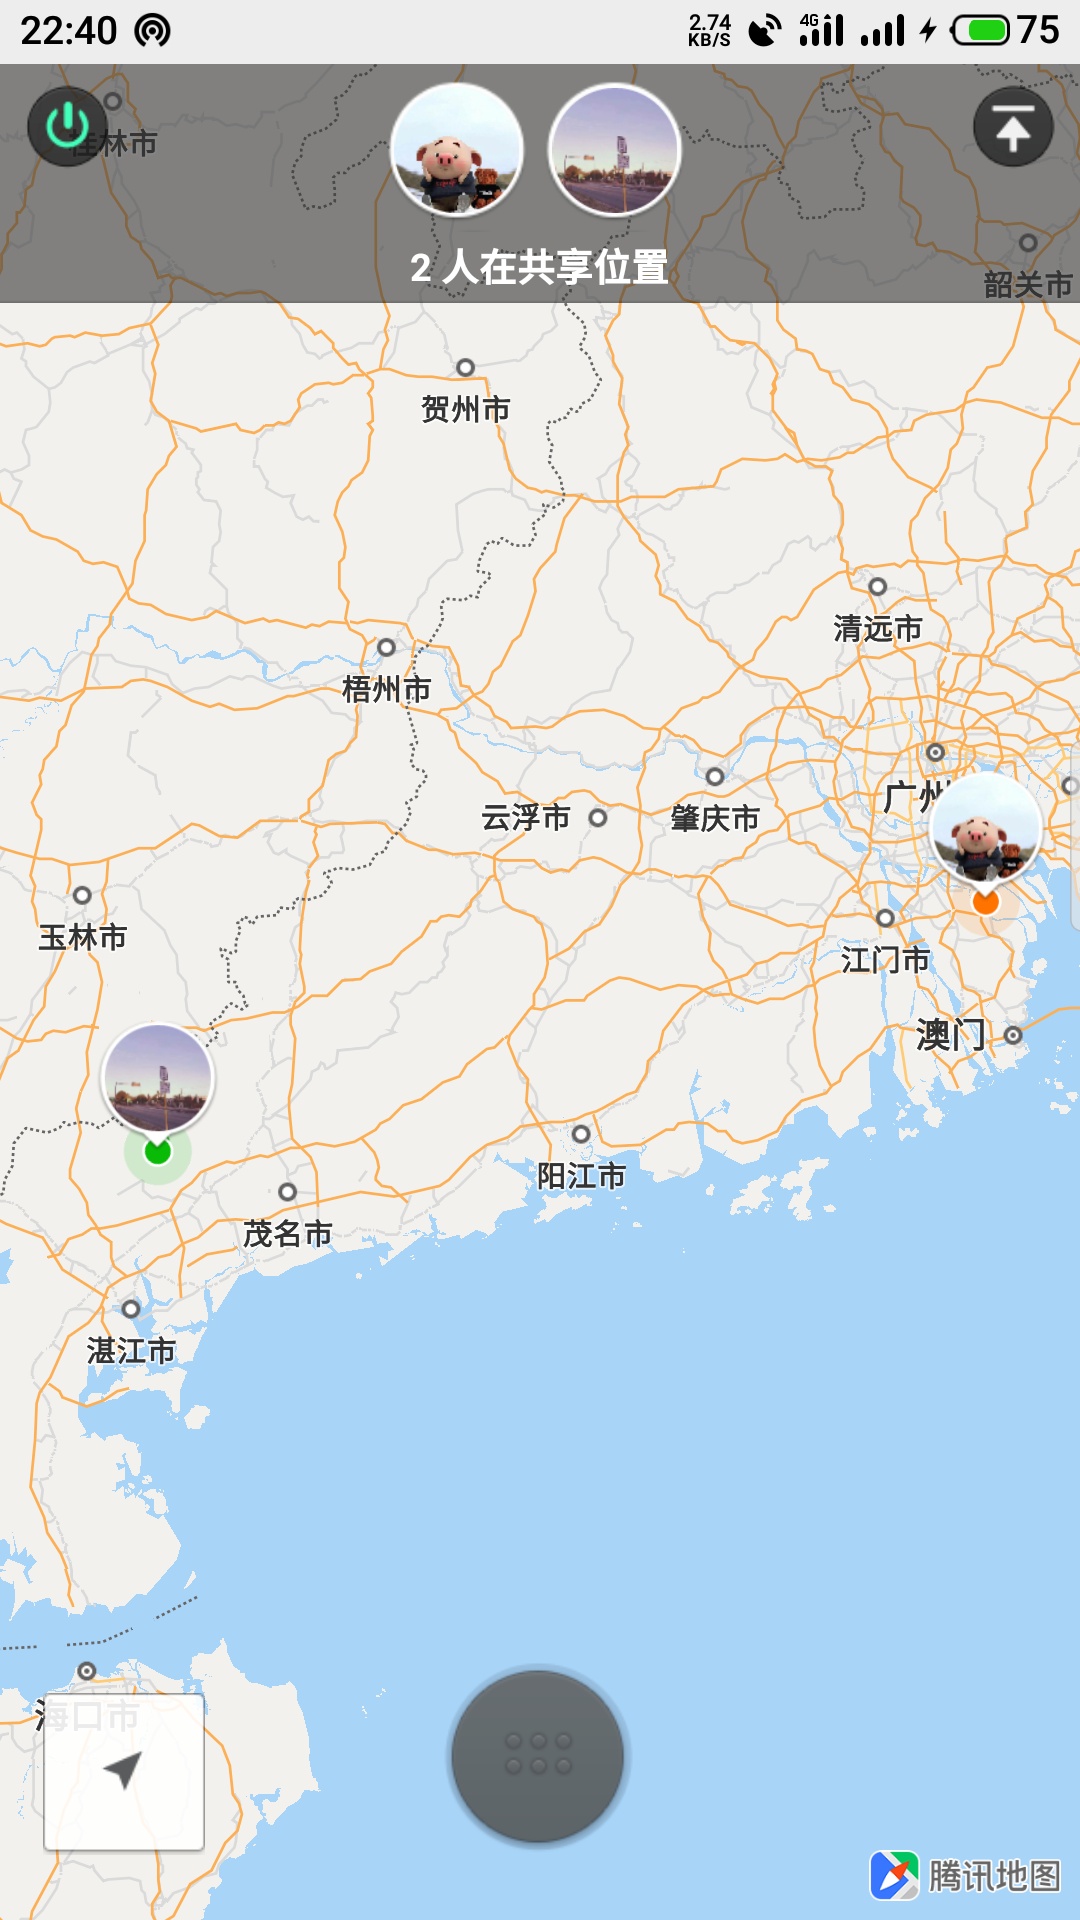 22:40
2.74 KB/S
4G
75
桂林市
2 人在共享位置
韶关市
贺州市
清远市
梧州市
广州
云浮市
肇庆市
玉林市
江门市
澳门
阳江市
茂名市
湛江市
海口市
腾讯地图